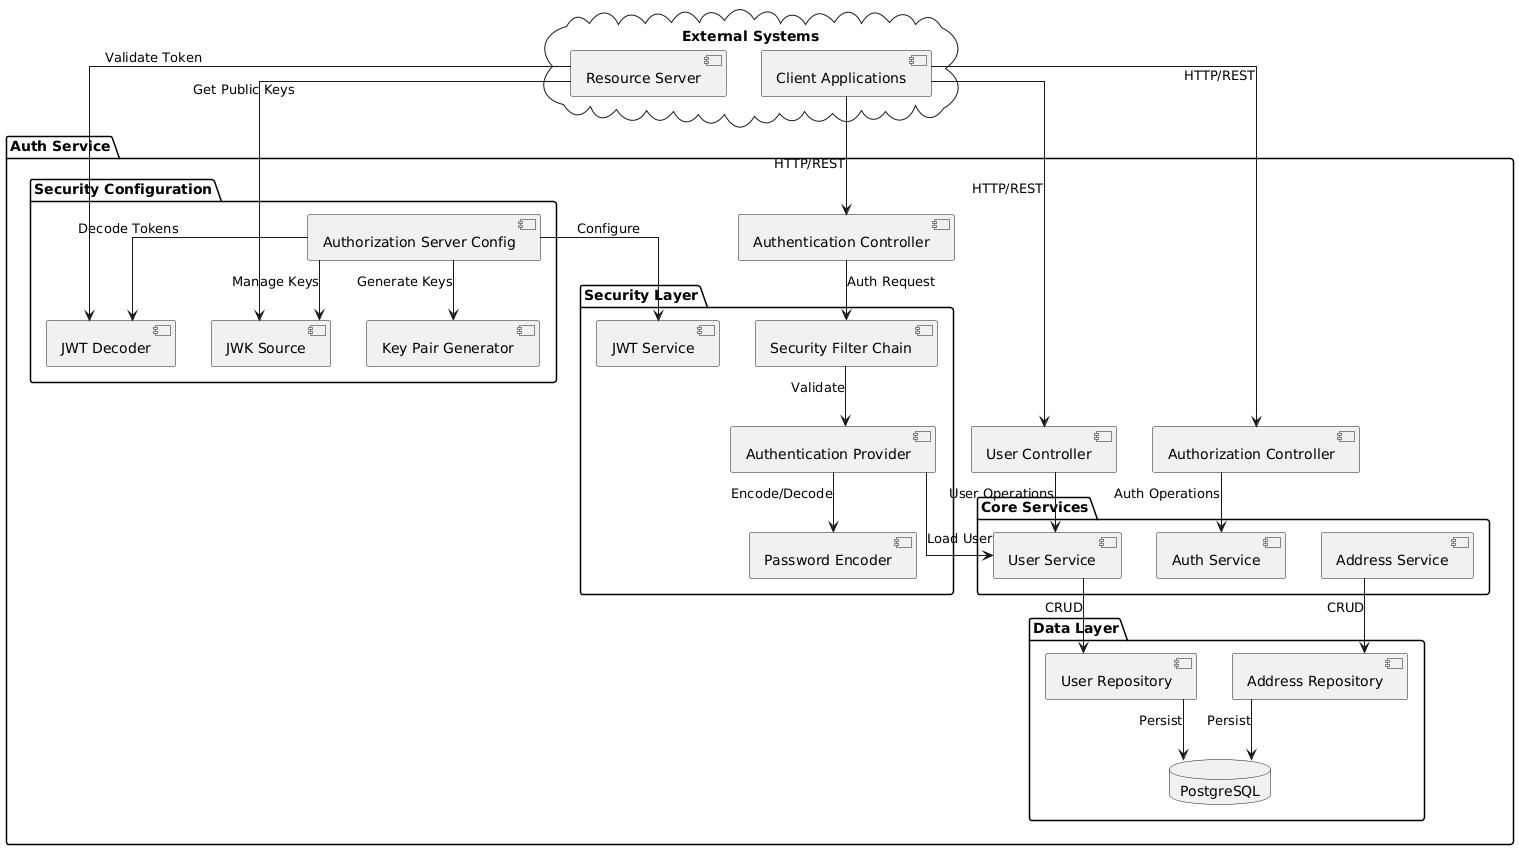 External Systems
Validate Token
Resource Server
Client Applications
HTTP/REST
Get Public Keys
Auth Service
HTTP/REST
Security Configuration
HTTP/REST
Decode Tokens
Authorization Server Config
Configure
Authentication Controller
Manage Keys
Generate Keys
Auth Request
Security Layer
JWT Decoder
JWK Source
Key Pair Generator
JWT Service
Security Filter Chain
Validate
Authentication Provider
User Controller
Authorization Controller
Encode/Decode
User Operations
Auth Operations
Core Services
Load User
Password Encoder
User Service
Auth Service
Address Service
CRUD
CRUD
Data Layer
User Repository
Address Repository
Persist
Persist
PostgreSQL